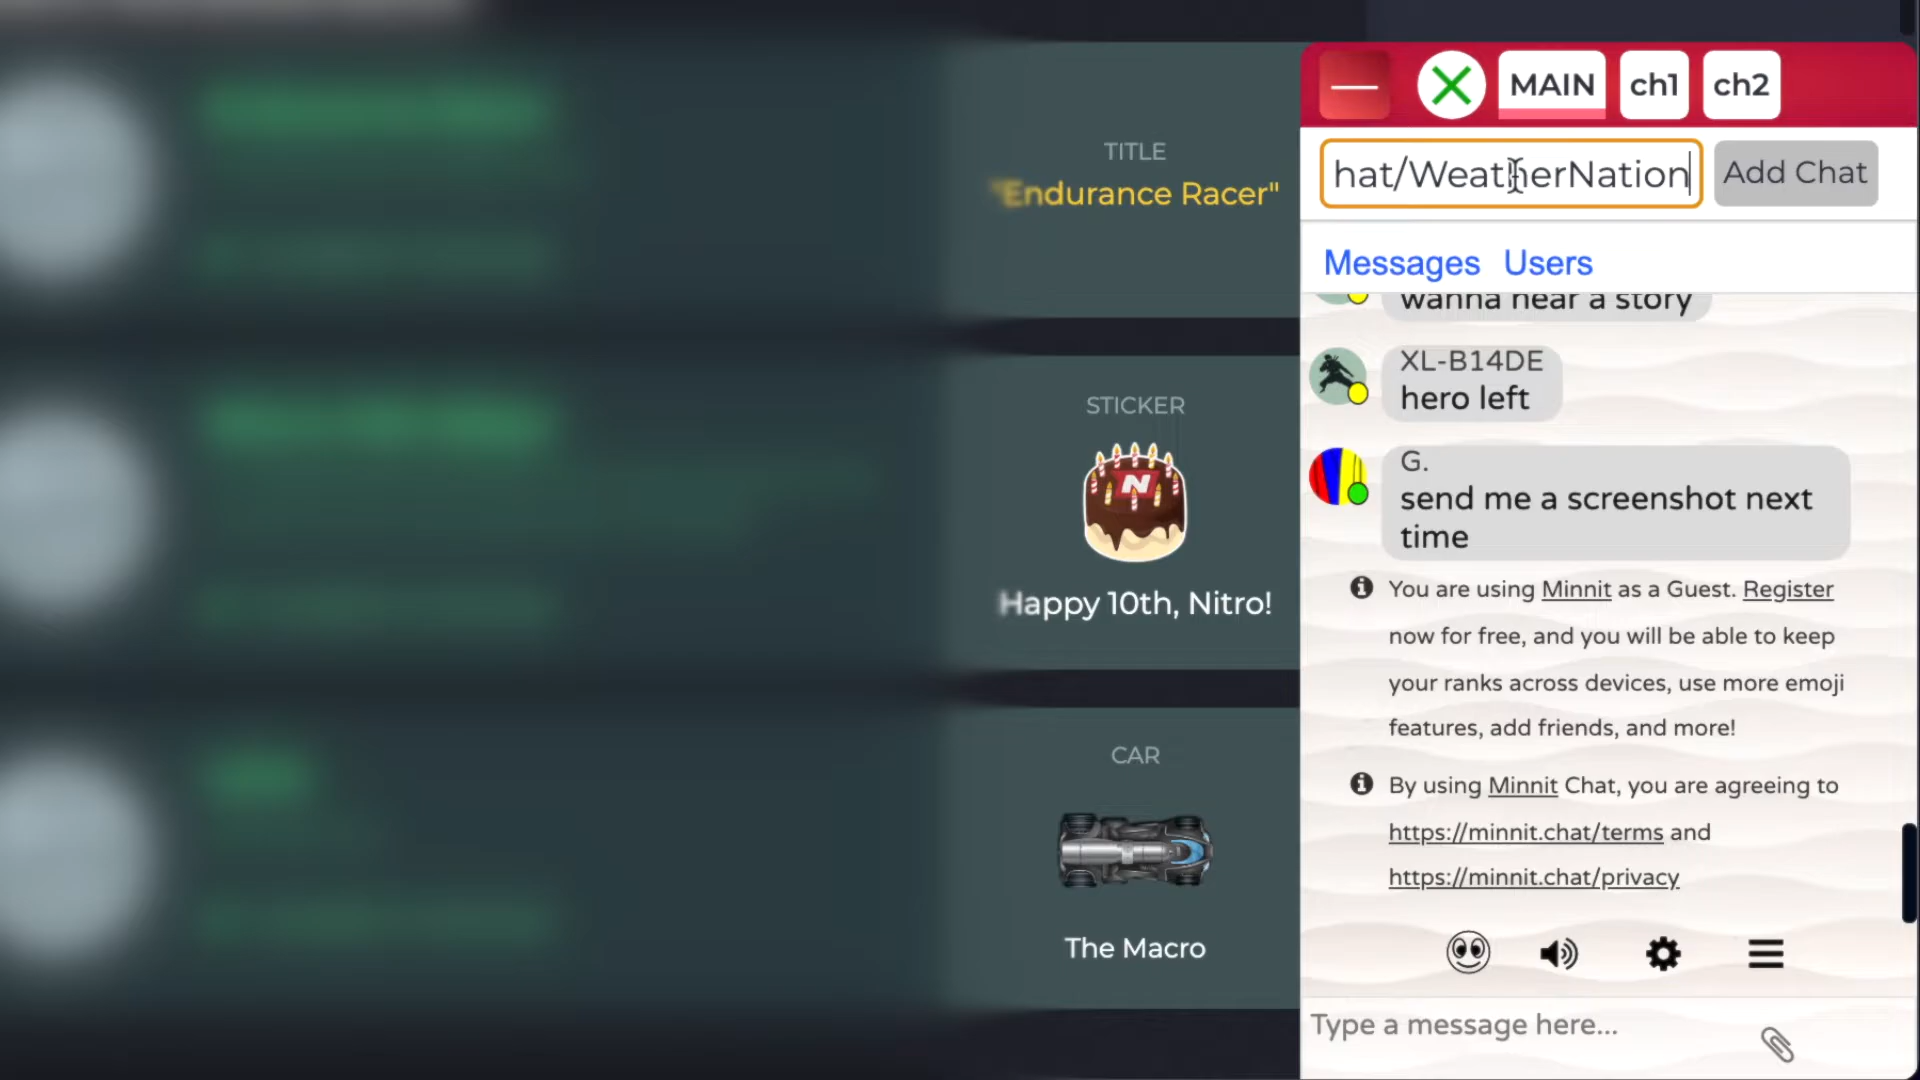 TITLE
"Endurance Racer"
STICKER
N
Happy 10th, Nitro!
CAR
The Macro
MAIN
ch1
ch2
hat/WeatherNation
Add Chat
Messages
Users
wanna hear a story
XL-B14DE
hero left
G.
send me a screenshot next
time
You are using Minnit as a Guest. Register
now for free, and you will be able to keep
your ranks across devices, use more emoji
features, add friends, and more!
By using Minnit Chat, you are agreeing to
https://minnit.chat/terms and
https://minnit.chat/privacy
Type a message here...